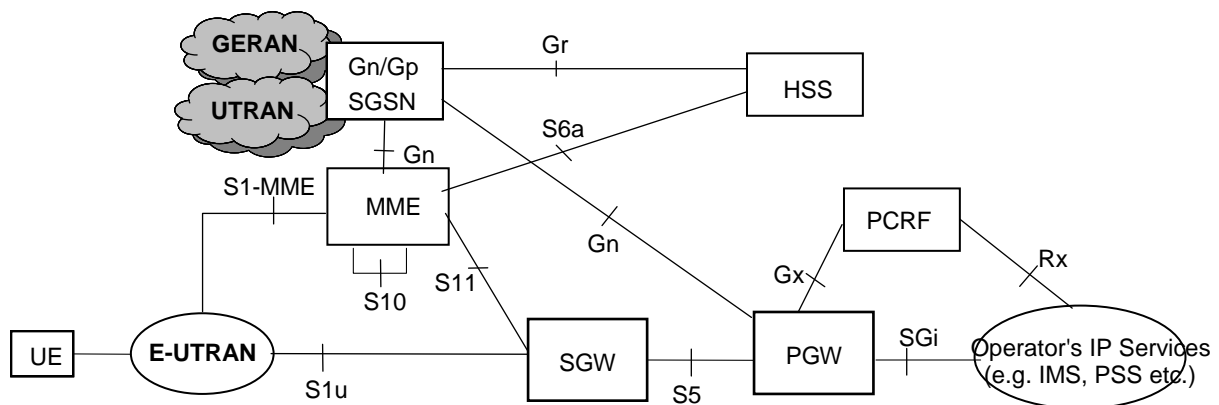 GERAN
Gr
Gn/Gp
SGSN
HSS
UTRAN
S6a
Gn
S1-MME
MME
PCRF
Gn
Rx
Gx
S11
S10
UE
E-UTRAN
SGW
PGW
SGi
Operator's IP Services
(e.g. IMS, PSS etc.)
S1u
S5